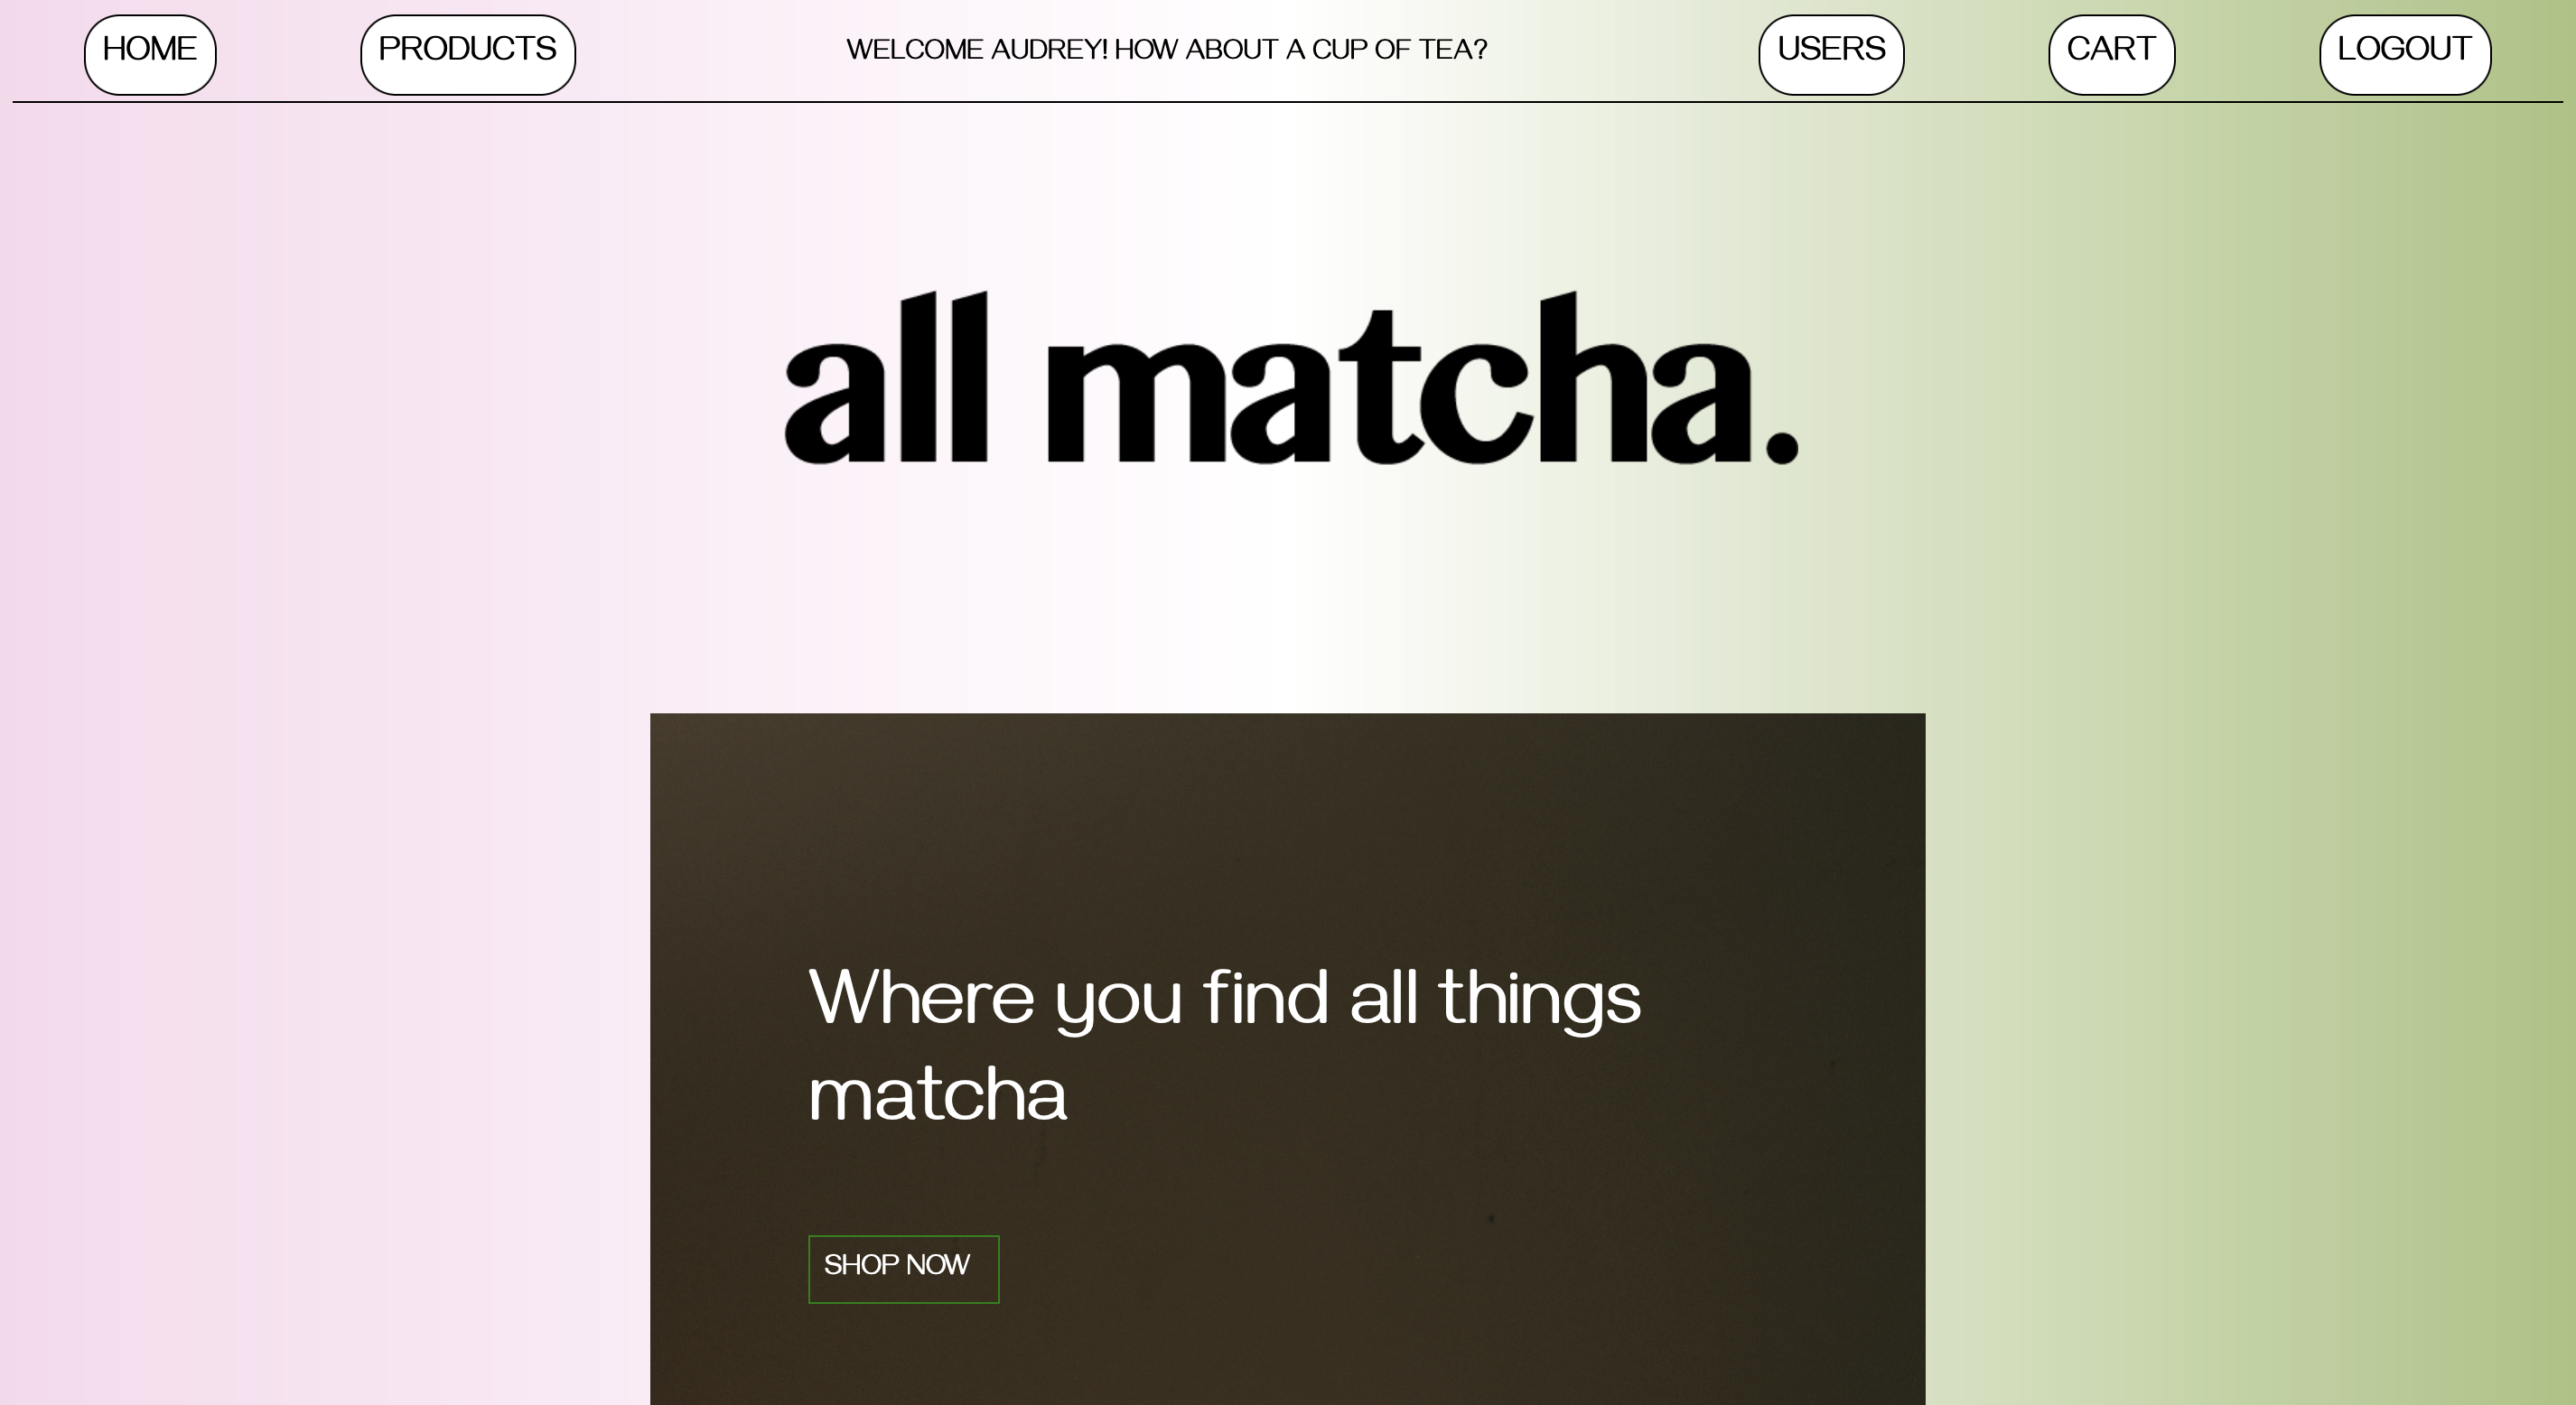 HOME PRODUCTS WELCOME AUDREY! HOW ABOUT A CUP OF TEA? USERS CART LOGOUT
all matcha.
Where you find all things
matcha
SHOP NOW